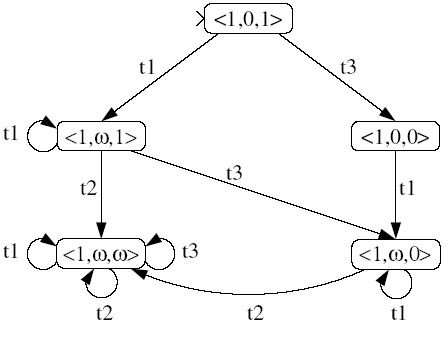 <1,0,1>
t1
t3
t1
<1,ω,1>
<1,0,0>
t2
t3
t1
t1
<1,ω,ω>
t3
<1,ω,0>
t2
t2
t1